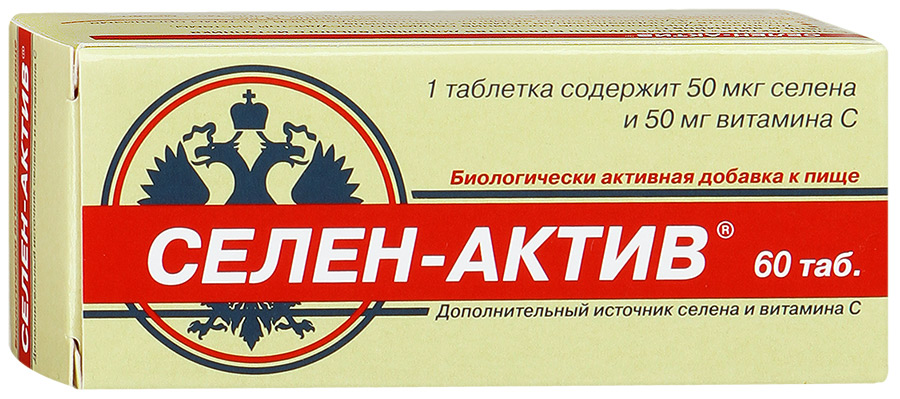 1 таблетка содержит 50 мкг селена
и 50 мг витамина С
Биологически активная добавка к пище
СЕЛЕН-АКТИВ®
60 таб.
Дополнительный источник селена и витамина С
СЕЛЕН-АКТИВ®